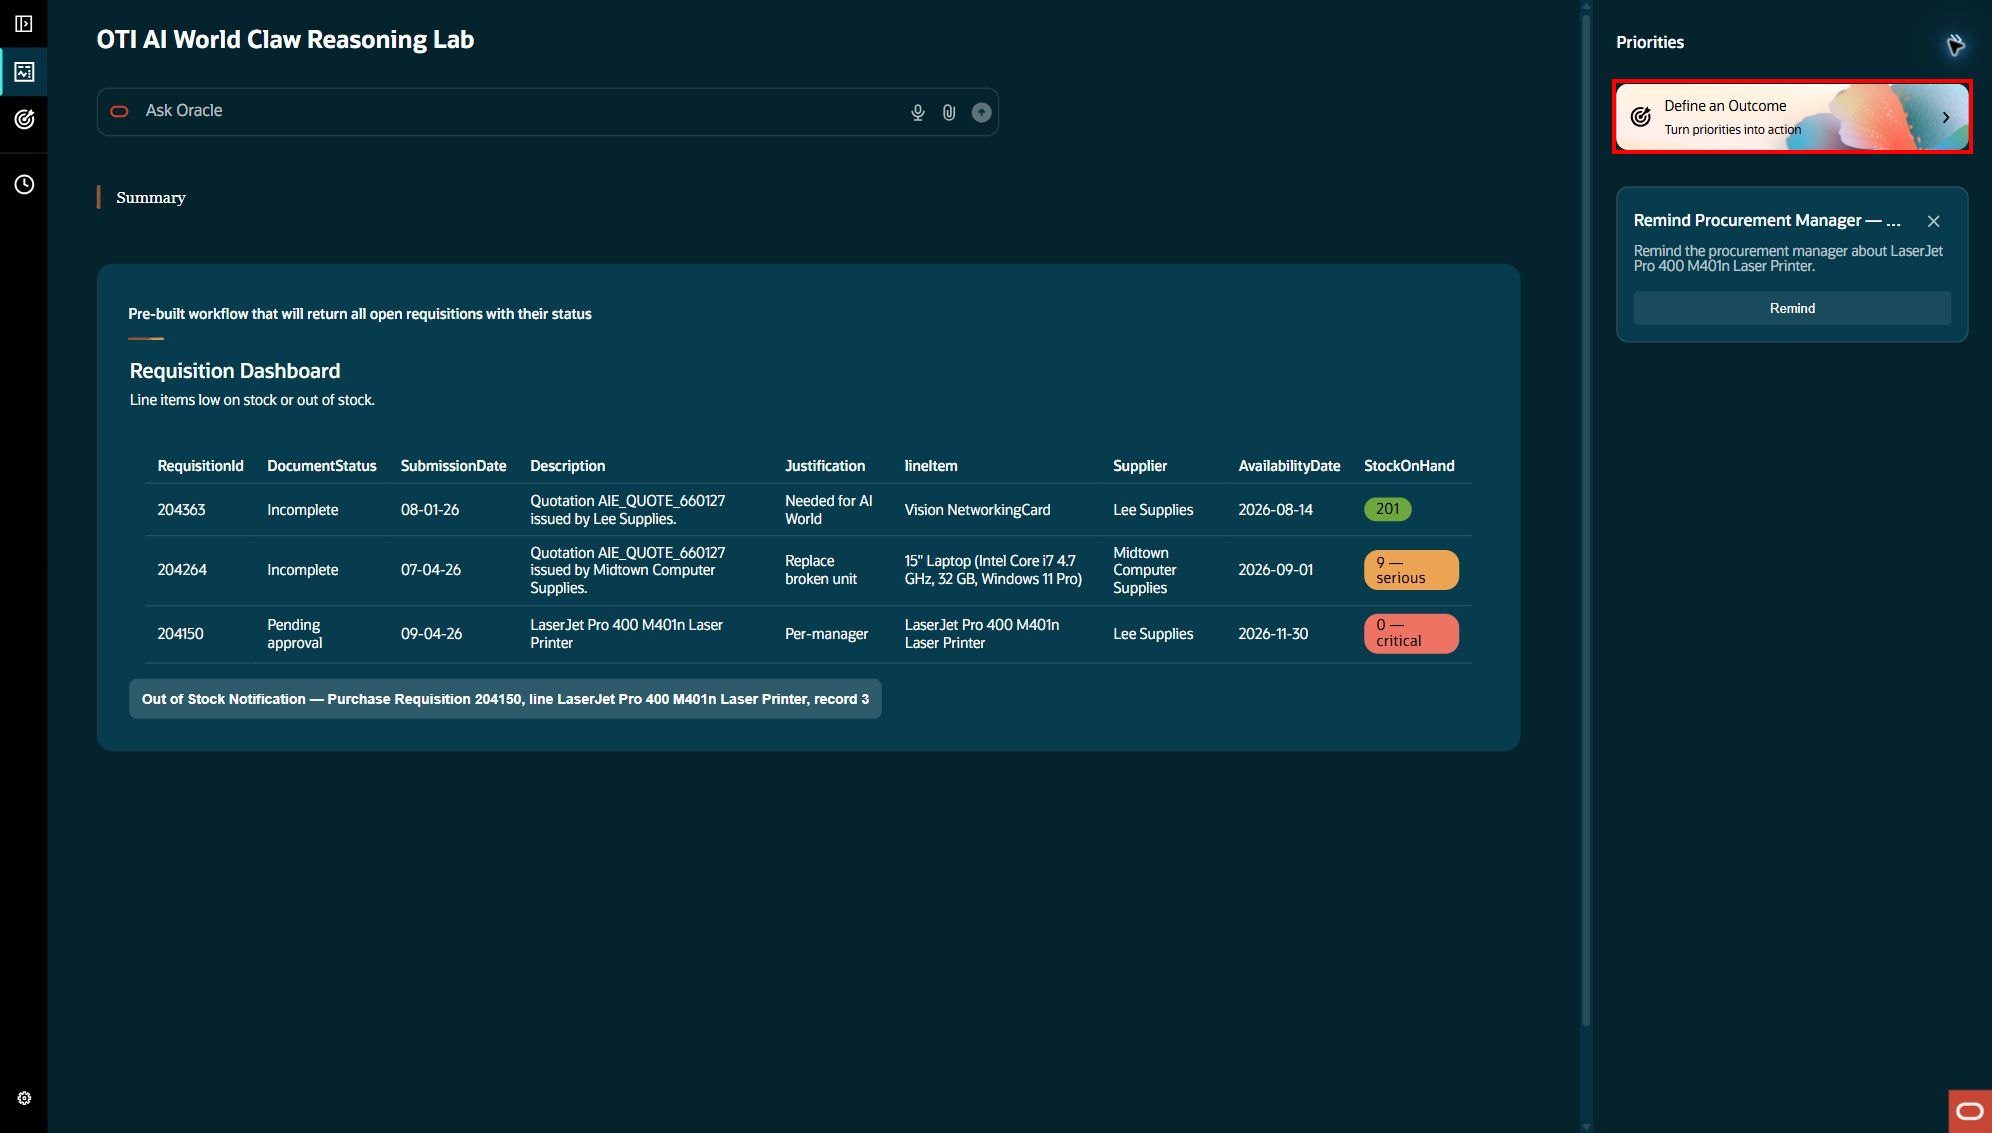 OTI AI World Claw Reasoning Lab
Ask Oracle
Summary
Pre-built workflow that will return all open requisitions with their status
Requisition Dashboard
Line items low on stock or out of stock.
RequisitionId DocumentStatus SubmissionDate Description Justification lineItem Supplier AvailabilityDate StockOnHand
204363 Incomplete 08-01-26 Quotation AIE_QUOTE_660127 issued by Lee Supplies. Needed for AI World Vision NetworkingCard Lee Supplies 2026-08-14 201
204264 Incomplete 07-04-26 Quotation AIE_QUOTE_660127 issued by Midtown Computer Supplies. Replace broken unit 15" Laptop (Intel Core i7 4.7 GHz, 32 GB, Windows 11 Pro) Midtown Computer Supplies 2026-09-01 9 — serious
204150 Pending approval 09-04-26 LaserJet Pro 400 M401n Laser Printer Per-manager LaserJet Pro 400 M401n Laser Printer Lee Supplies 2026-11-30 0 — critical
Out of Stock Notification — Purchase Requisition 204150, line LaserJet Pro 400 M401n Laser Printer, record 3
Priorities
Define an Outcome
Turn priorities into action
Remind Procurement Manager — ...
Remind the procurement manager about LaserJet
Pro 400 M401n Laser Printer.
Remind